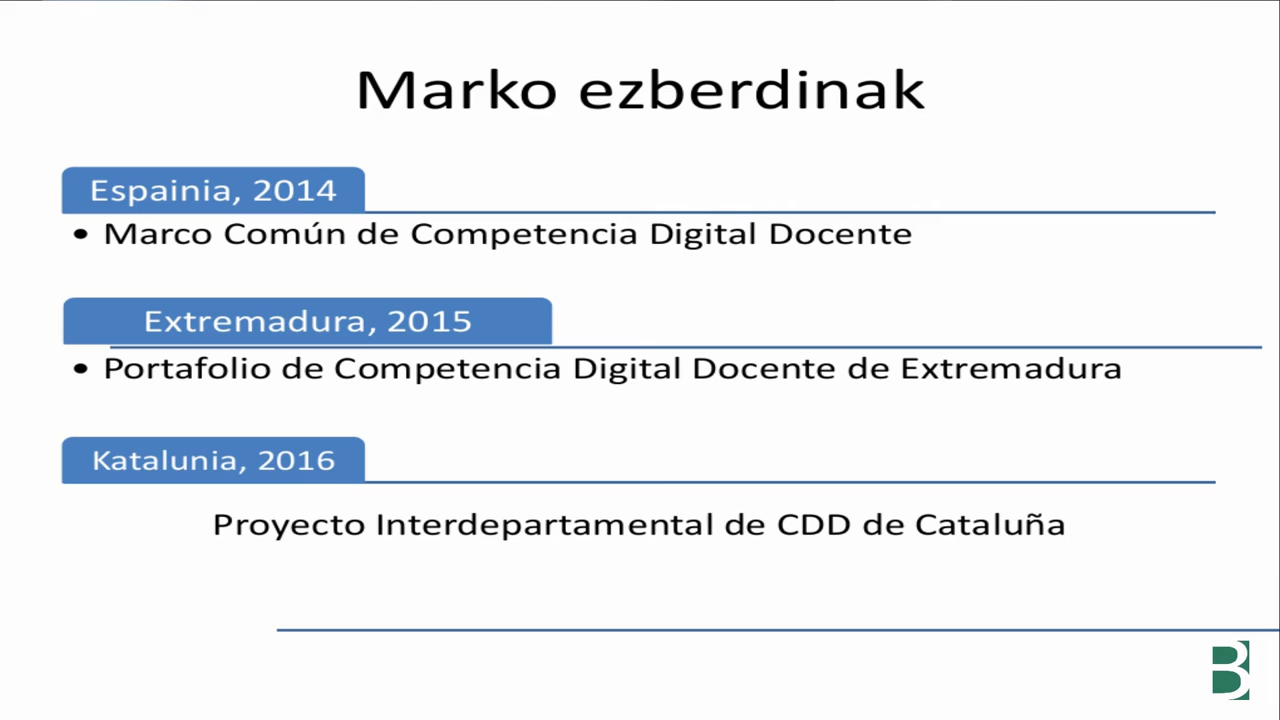 Marko ezberdinak
Espainia, 2014
• Marco Común de Competencia Digital Docente
Extremadura, 2015
• Portafolio de Competencia Digital Docente de Extremadura
Katalunia, 2016
Proyecto Interdepartamental de CDD de Cataluña
B